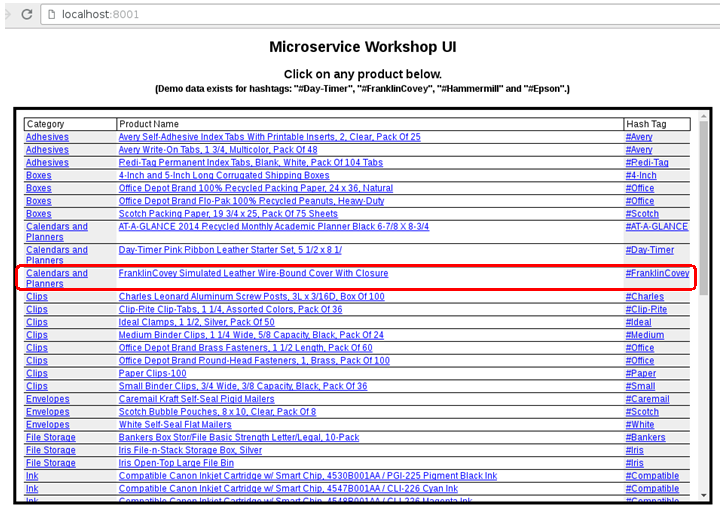 localhost:8001
Microservice Workshop UI
Click on any product below.
(Demo data exists for hashtags: "#Day-Timer", "#FranklinCovey", "#Hammermill" and "#Epson".)
Category Product Name Hash Tag
Adhesives Avery Self-Adhesive Index Tabs With Printable Inserts, 2, Clear, Pack Of 25 #Avery
Adhesives Avery Write-On Tabs, 1 3/4, Multicolor, Pack Of 48 #Avery
Adhesives Redi-Tag Permanent Index Tabs, Blank, White, Pack Of 104 Tabs #Redi-Tag
Boxes 4-Inch and 5-Inch Long Corrugated Shipping Boxes #4-Inch
Boxes Office Depot Brand 100% Recycled Packing Paper, 24 x 36, Natural #Office
Boxes Office Depot Brand Flo-Pak 100% Recycled Peanuts, Heavy-Duty #Office
Boxes Scotch Packing Paper, 19 3/4 x 25, Pack Of 75 Sheets #Scotch
Calendars and AT-A-GLANCE 2014 Recycled Monthly Academic Planner Black 6-7/8 X 8-3/4 #AT-A-GLANCE
Planners
Calendars and Day-Timer Pink Ribbon Leather Starter Set, 5 1/2 x 8 1/ #Day-Timer
Planners
Calendars and FranklinCovey Simulated Leather Wire-Bound Cover With Closure #FranklinCovey
Planners
Clips Charles Leonard Aluminum Screw Posts, 3L x 3/16D, Box Of 100 #Charles
Clips Clip-Rite Clip-Tabs, 1 1/4, Assorted Colors, Pack Of 36 #Clip-Rite
Clips Ideal Clamps, 1 1/2, Silver, Pack Of 50 #Ideal
Clips Medium Binder Clips, 1 1/4 Wide, 5/8 Capacity, Black, Pack Of 24 #Medium
Clips Office Depot Brand Brass Fasteners, 1 1/2 Length, Pack Of 60 #Office
Clips Office Depot Brand Round-Head Fasteners, 1, Brass, Pack Of 100 #Office
Clips Paper Clips-100 #Paper
Clips Small Binder Clips, 3/4 Wide, 3/8 Capacity, Black, Pack Of 36 #Small
Envelopes Caremail Kraft Self-Seal Rigid Mailers #Caremail
Envelopes Scotch Bubble Pouches, 8 x 10, Clear, Pack Of 8 #Scotch
Envelopes White Self-Seal Flat Mailers #White
File Storage Bankers Box Stor/File Basic Strength Letter/Legal, 10-Pack #Bankers
File Storage Iris File-n-Stack Storage Box, Silver #Iris
File Storage Iris Open-Top Large File Bin #Iris
Ink Compatible Canon Inkjet Cartridge w/ Smart Chip, 4530B001AA / PGI-225 Pigment Black Ink #Compatible
Ink Compatible Canon Inkjet Cartridge w/ Smart Chip, 4547B001AA / CLI-226 Cyan Ink #Compatible
Ink Compatible Canon Inkjet Cartridge w/ Smart Chip, 4548B001AA / CLI-226 Magenta Ink #Compatible